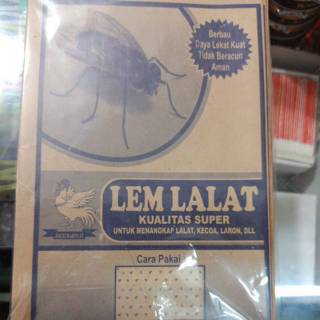 Berbau
Daya Lekat Kuat
Tidak Beracun
Aman
LEM LALAT
KUALITAS SUPER
UNTUK MENANGKAP LALAT, KECOA, LARON, DLL
Cara Pakai